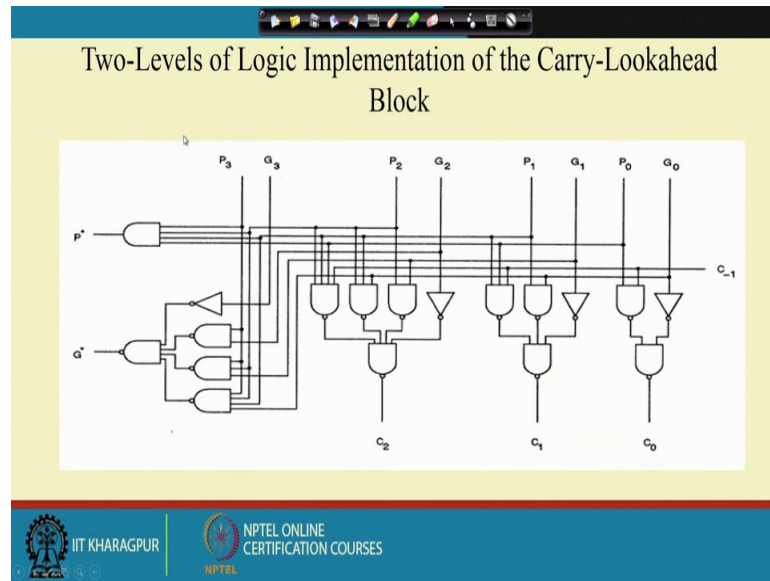 Two-Levels of Logic Implementation of the Carry-Lookahead
Block
P3 G3 P2 G2 P1 G1 P0 G0
P*
C-1
G*
C2 C1 C0
IIT KHARAGPUR
NPTEL
NPTEL ONLINE
CERTIFICATION COURSES